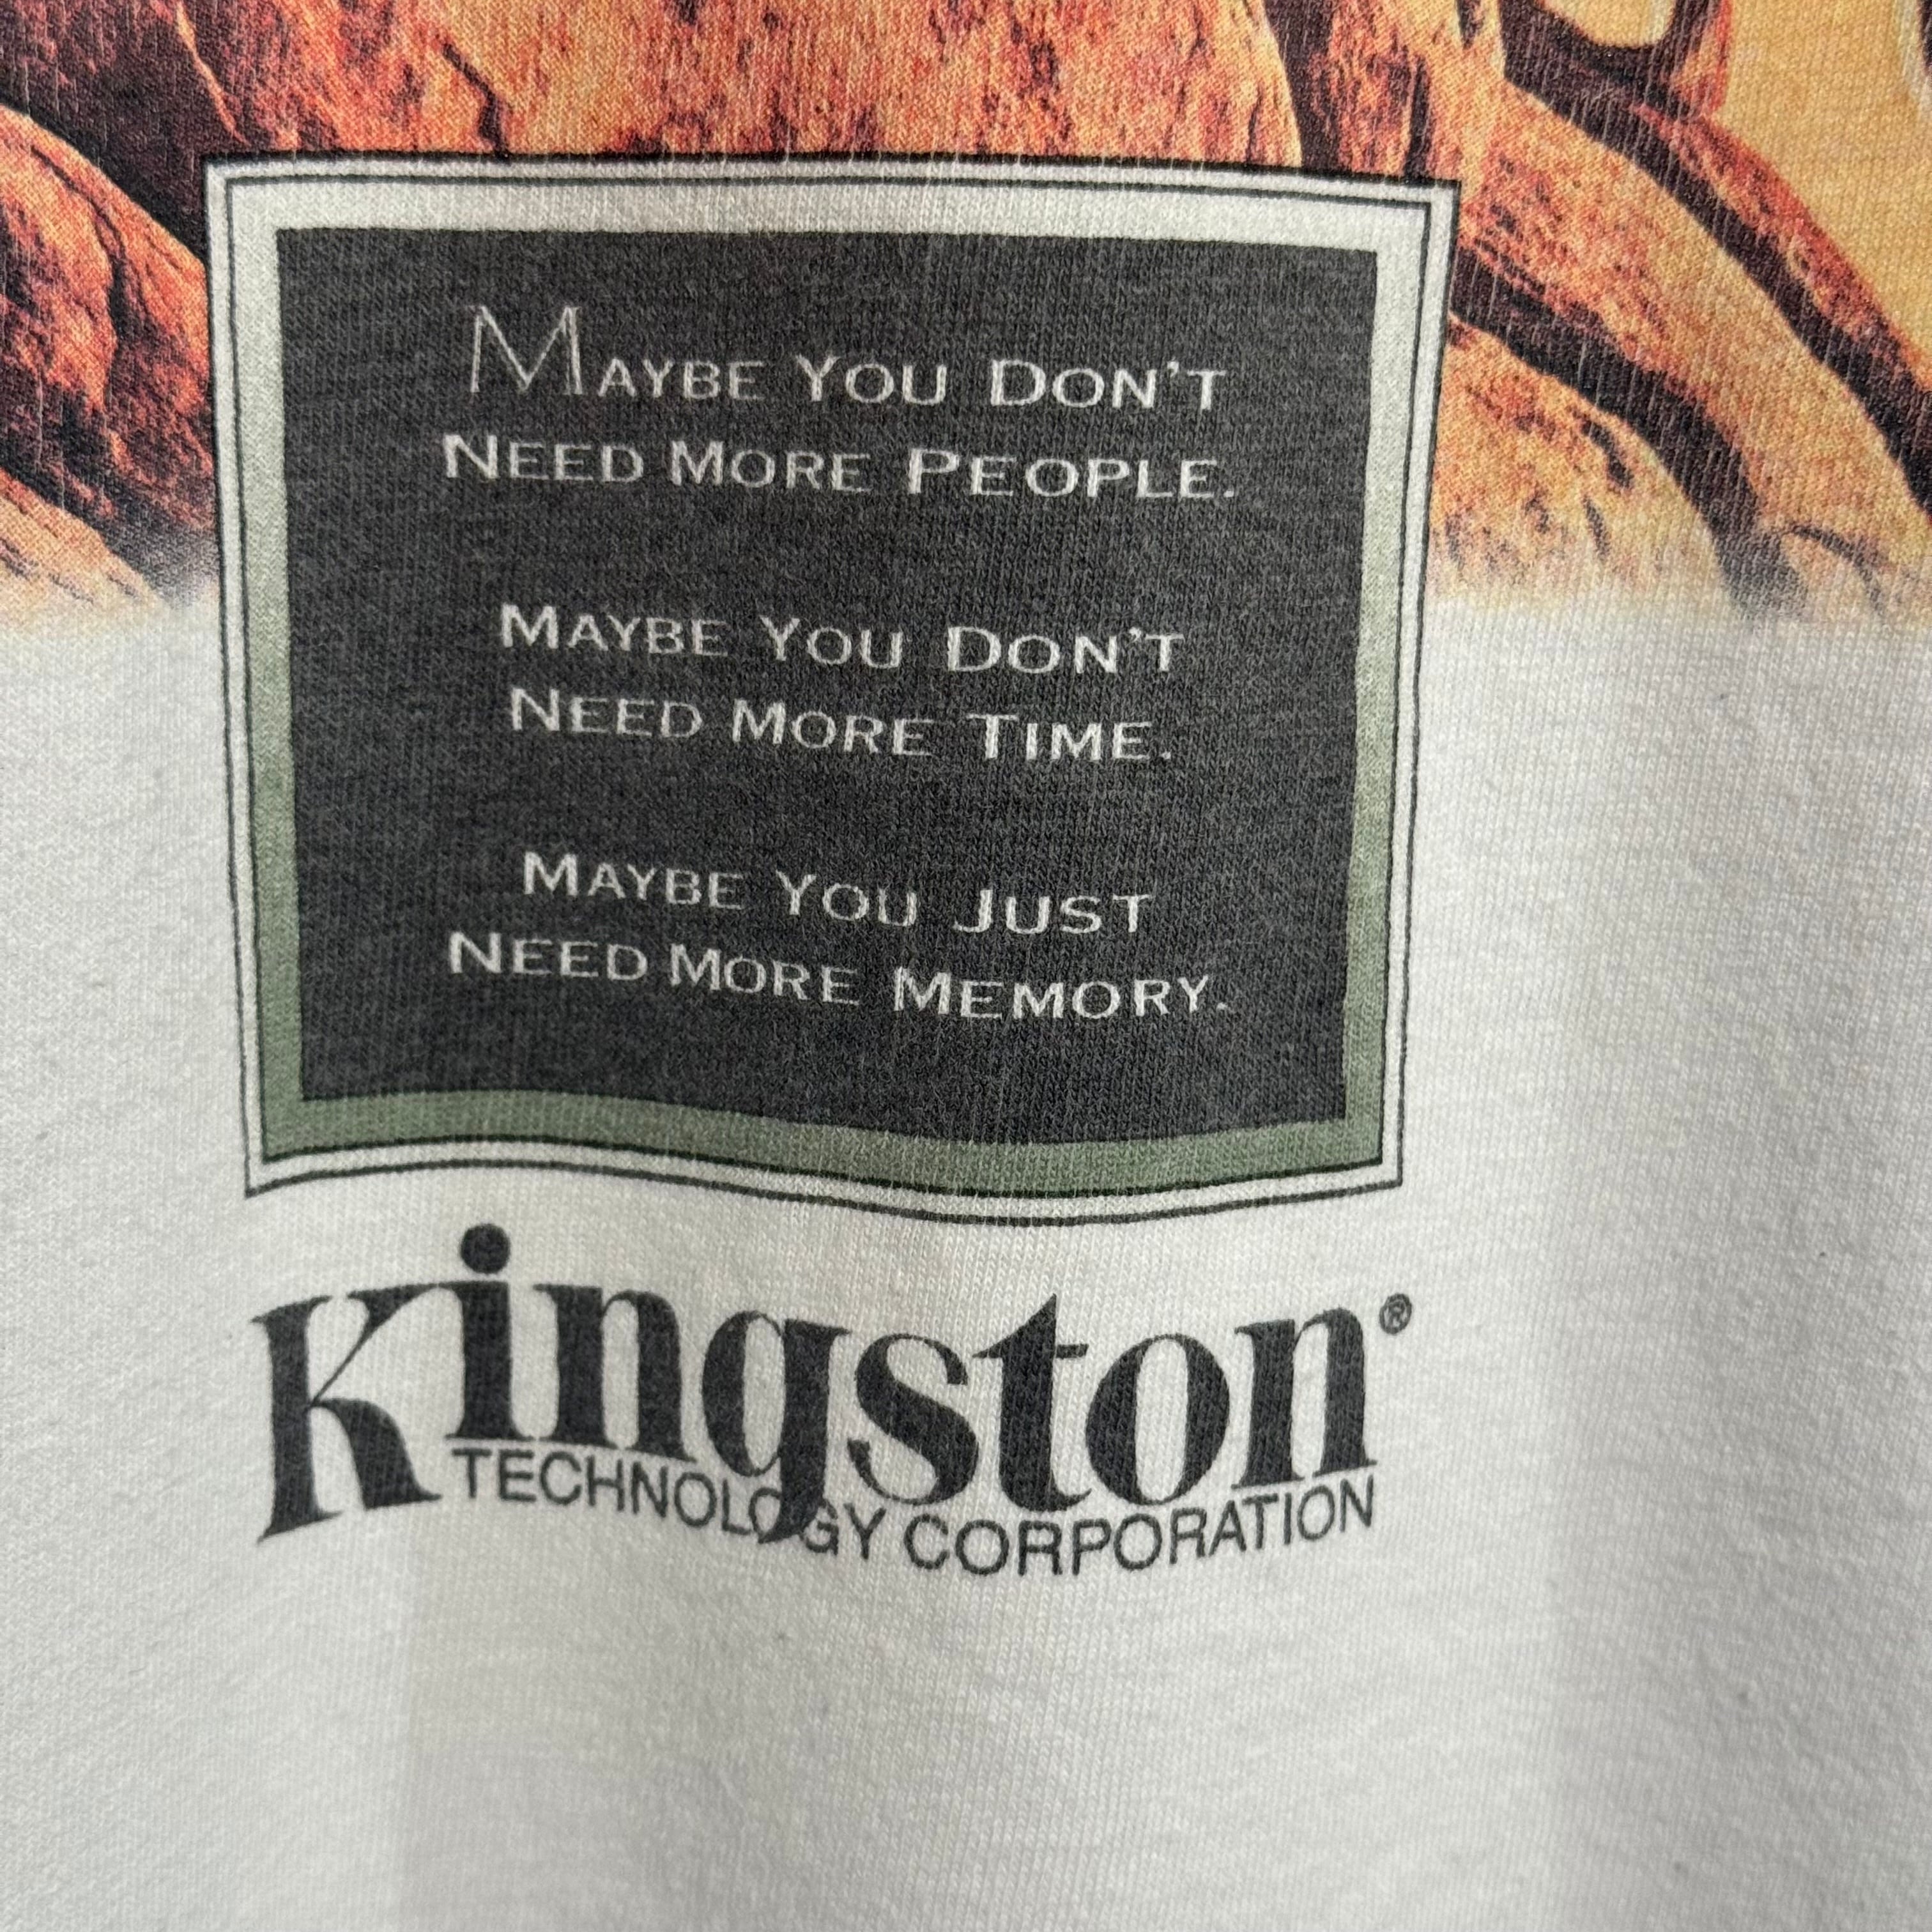 Maybe You Don't
Need More People.
Maybe You Don't
Need More Time.
Maybe You Just
Need More Memory.
Kingston®
TECHNOLOGY CORPORATION